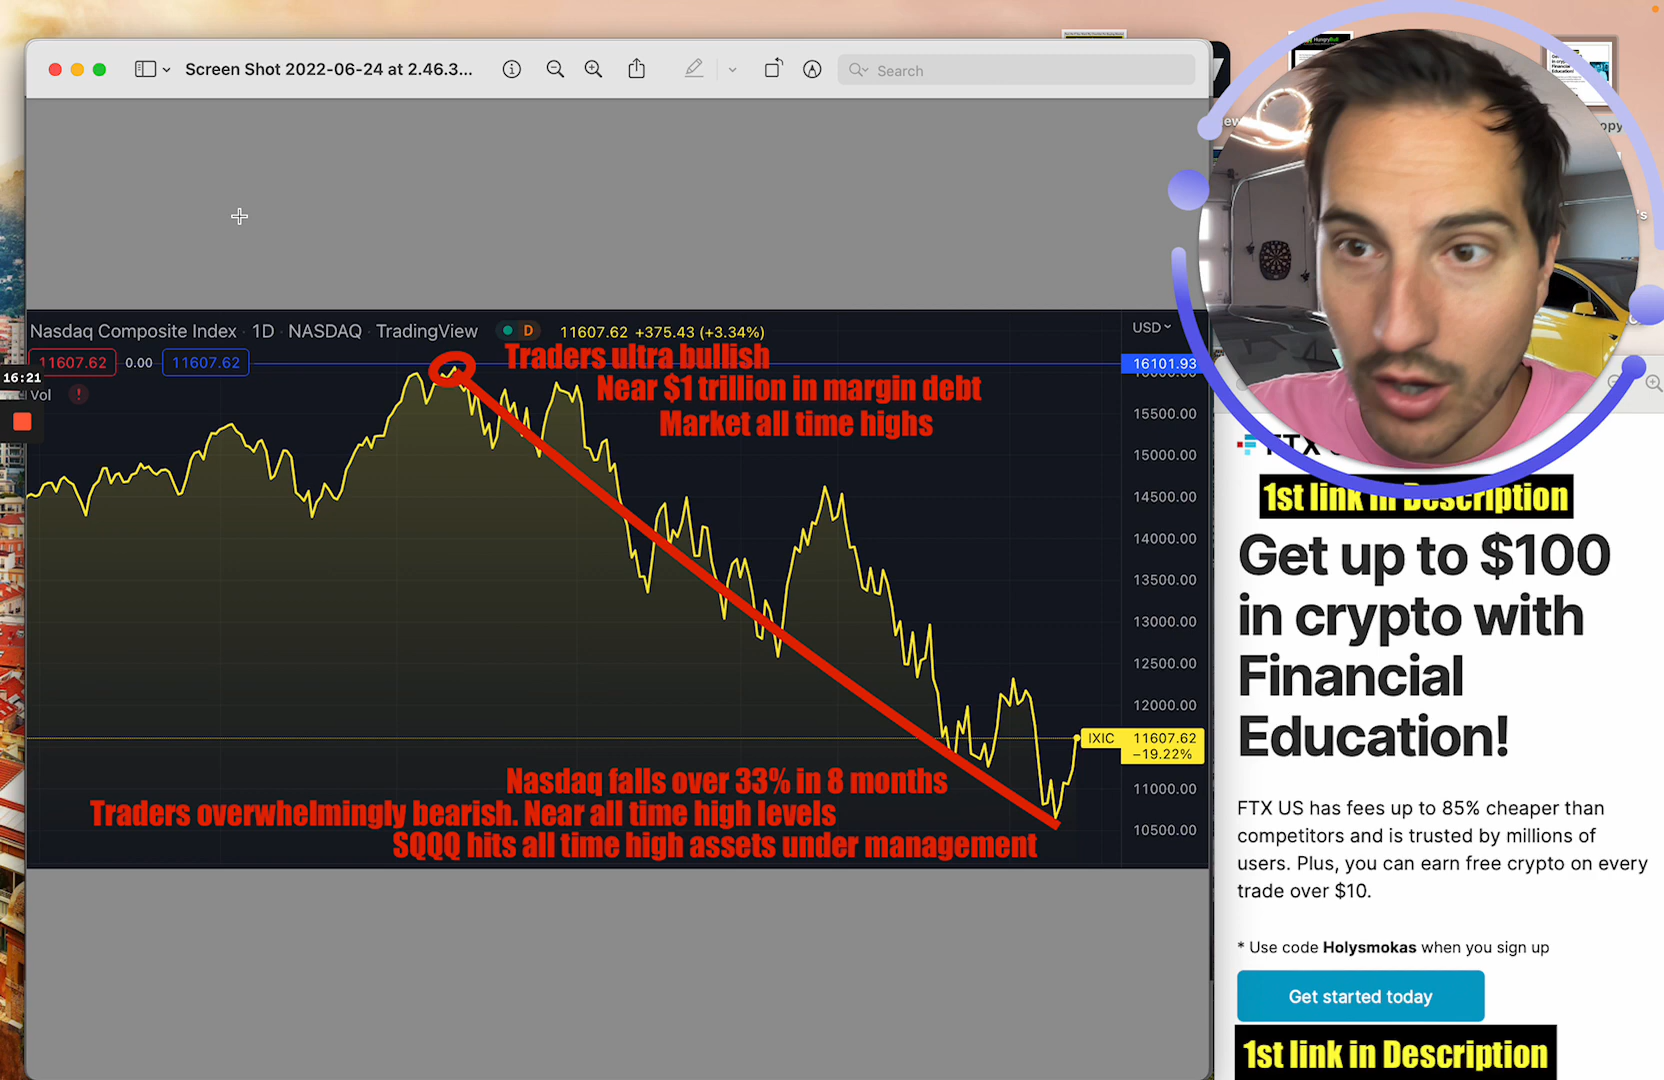 Screen Shot 2022-06-24 at 2.46.3...
Search
Nasdaq Composite Index · 1D · NASDAQ · TradingView
D
11607.62 +375.43 (+3.34%)
USD
11607.62
0.00
11607.62
16101.93
16:21
Vol
!
Traders ultra bullish
Near $1 trillion in margin debt
Market all time highs
15500.00
15000.00
14500.00
14000.00
13500.00
13000.00
12500.00
12000.00
IXIC
11607.62
−19.22%
11000.00
10500.00
Nasdaq falls over 33% in 8 months
Traders overwhelmingly bearish. Near all time high levels
SQQQ hits all time high assets under management
FTX
1st link in Description
Get up to $100
in crypto with
Financial
Education!
FTX US has fees up to 85% cheaper than
competitors and is trusted by millions of
users. Plus, you can earn free crypto on every
trade over $10.
* Use code Holysmokas when you sign up
Get started today
1st link in Description